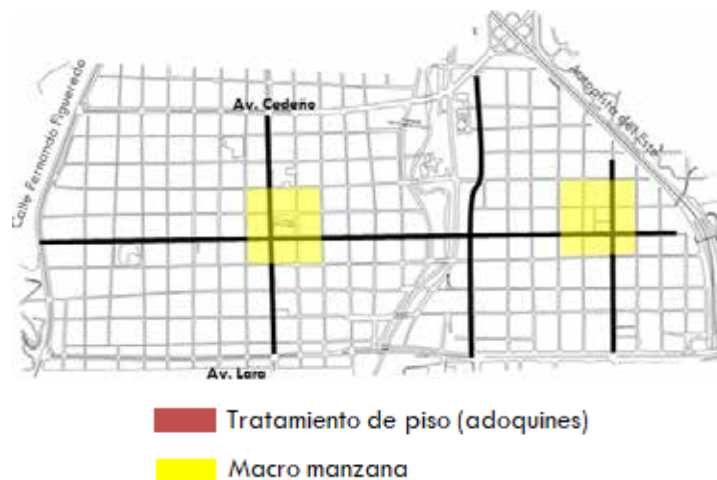 Calle Fernando Figueredo
Av. Cedeño
Autopista del Este
Av. Lara
Tratamiento de piso (adoquines)
Macro manzana